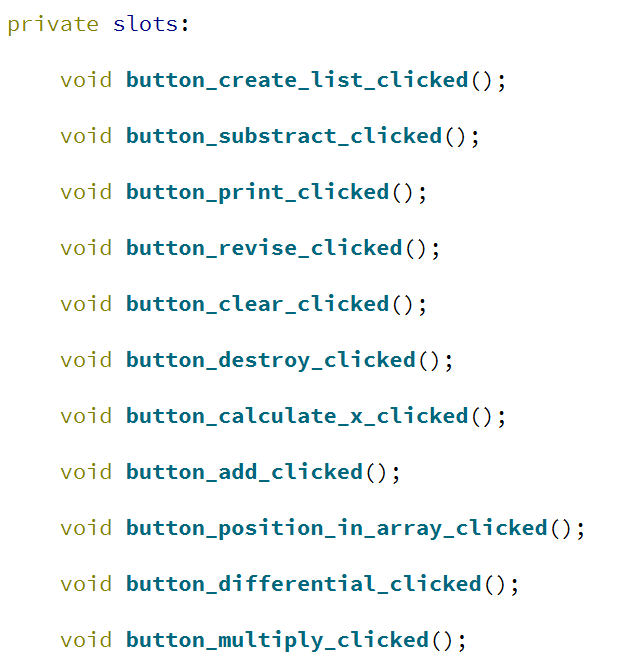 private slots:
void button_create_list_clicked();
void button_substract_clicked();
void button_print_clicked();
void button_revise_clicked();
void button_clear_clicked();
void button_destroy_clicked();
void button_calculate_x_clicked();
void button_add_clicked();
void button_position_in_array_clicked();
void button_differential_clicked();
void button_multiply_clicked();